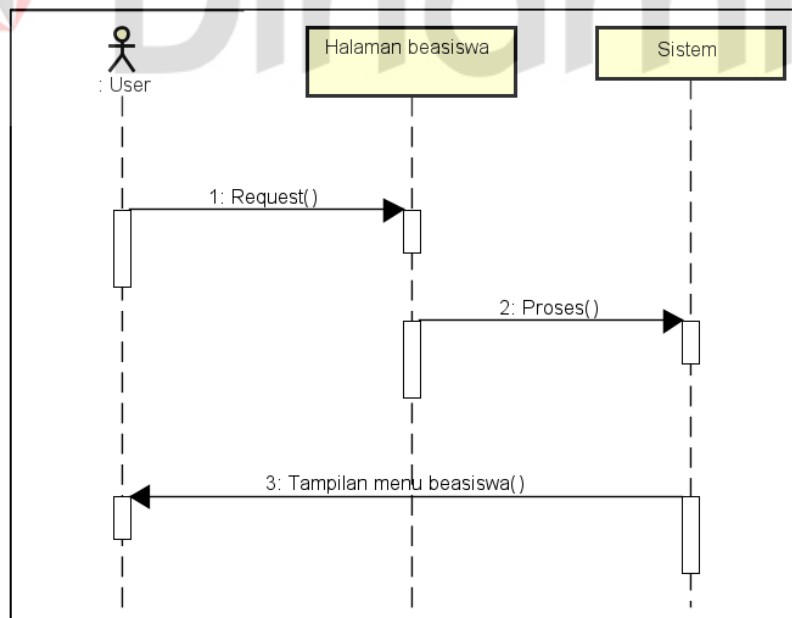 : User
Halaman beasiswa
Sistem
1: Request()
2: Proses()
3: Tampilan menu beasiswa()